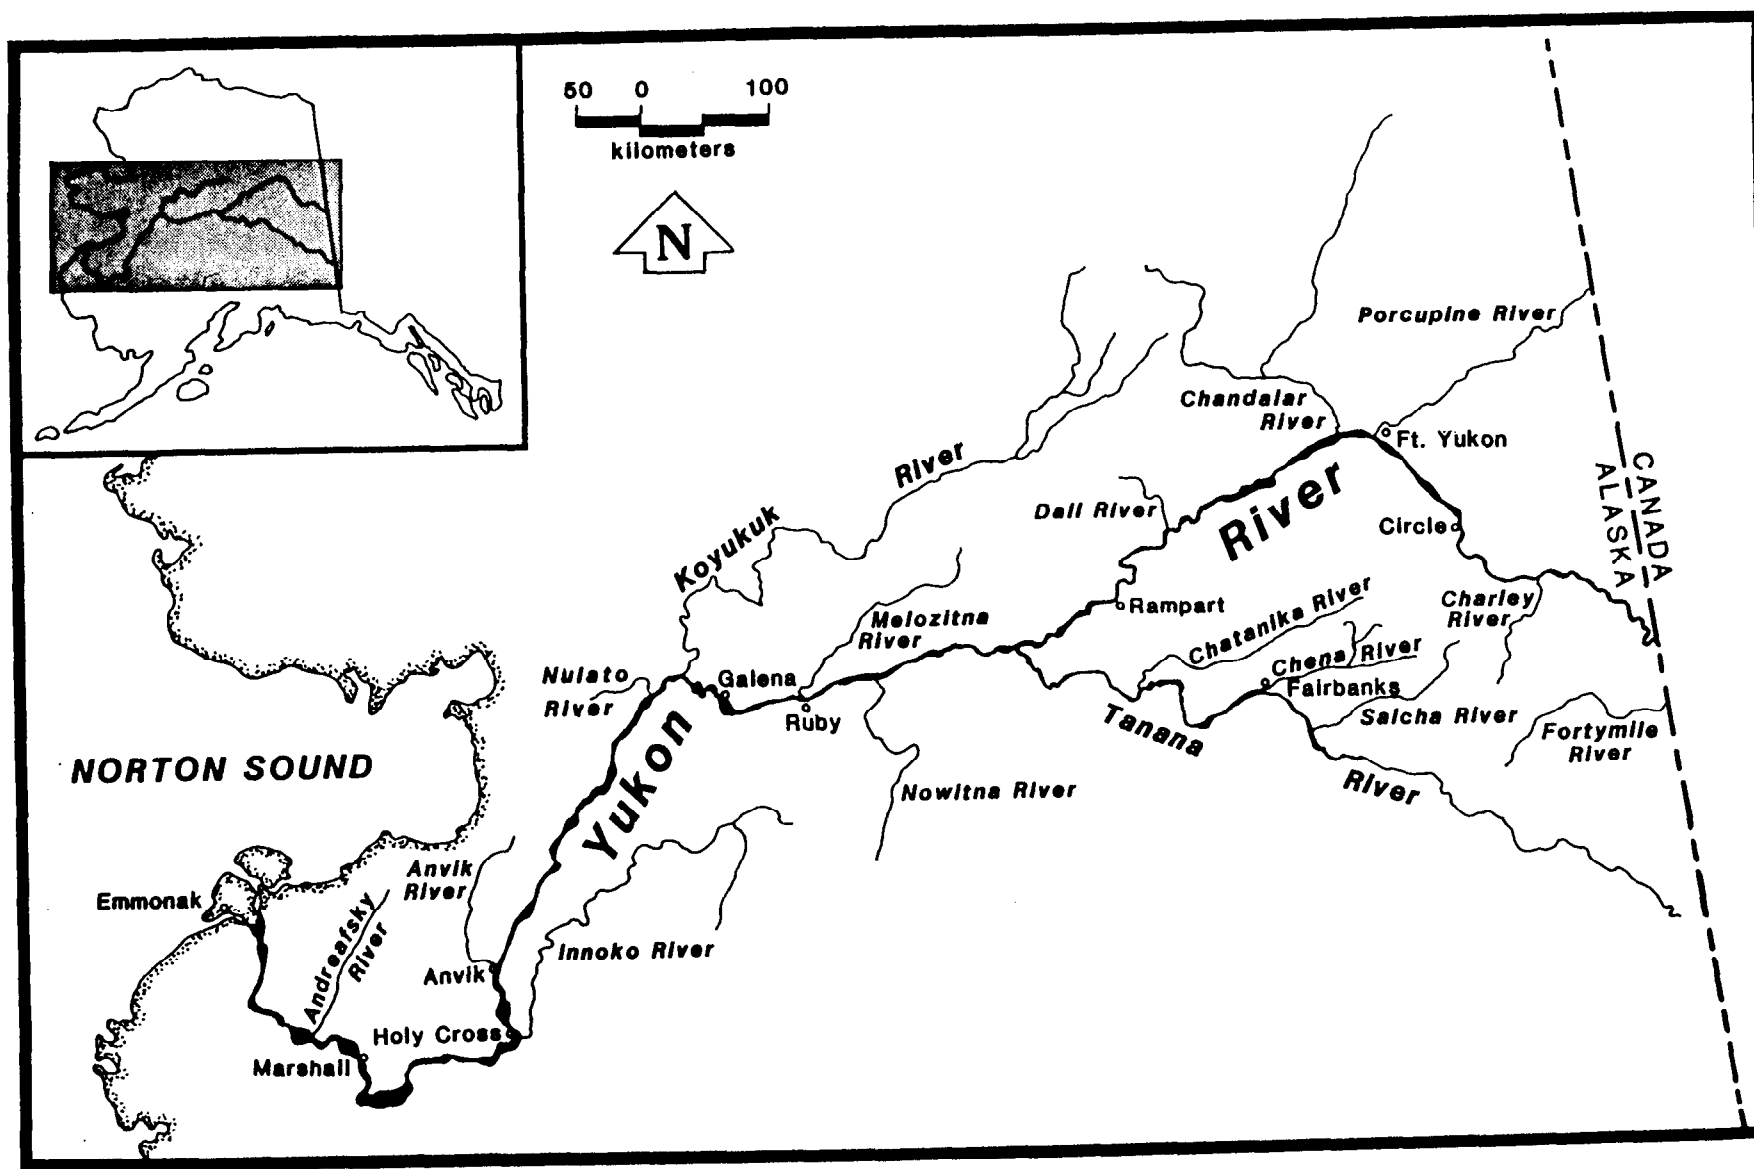 50 0 100
kilometers
N
Porcupine River
Chandalar
River
Ft. Yukon
River
Koyukuk
Dall River
River
Circle
CANADA
ALASKA
Rampart
Chatanika River
Charley
River
Melozitna
River
Chena River
Fairbanks
Nulato
River
Galena
Ruby
Tanana
River
Salcha River
Fortymile
River
Yukon
NORTON SOUND
Nowitna River
Anvik
River
Emmonak
Andreafsky
River
Innoko River
Anvik
Holy Cross
Marshall